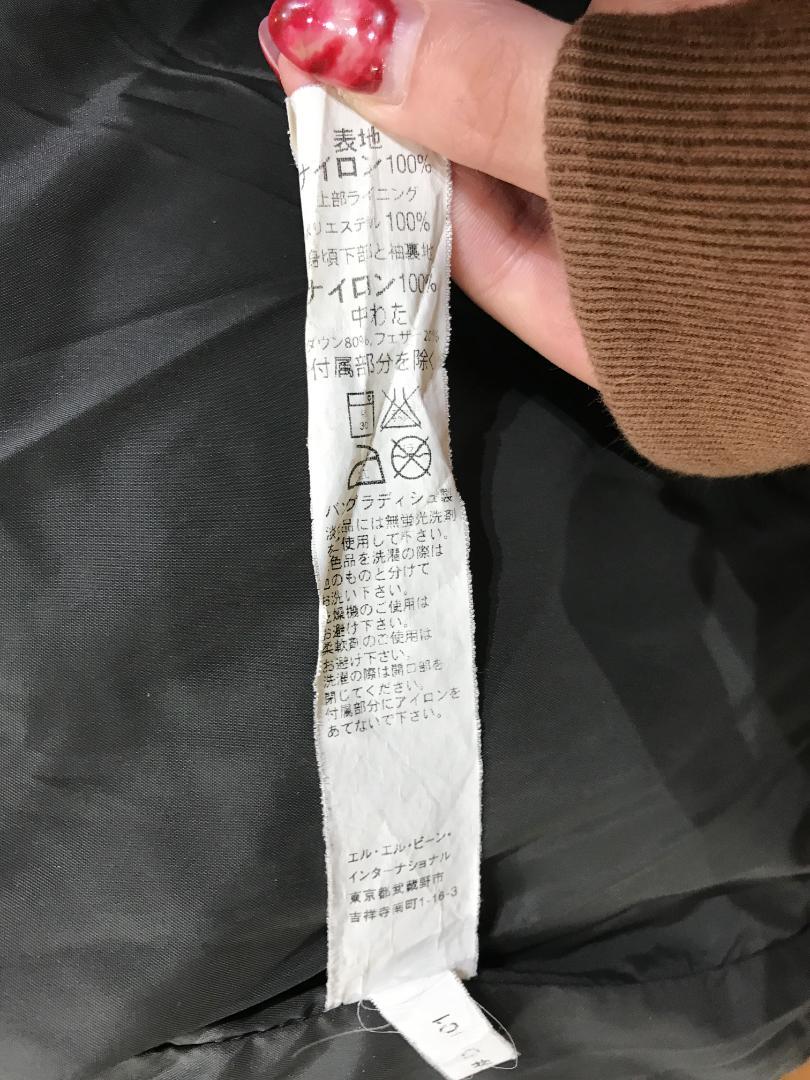 表地
ナイロン100%
上部ライニング
ポリエステル 100%
身頃下部と袖裏地
ナイロン100%
中わた
ダウン80%,フェザー20%
付属部分を除く
30
バングラディシュ製
淡色品には無蛍光洗剤
を使用して下さい。
色品を洗濯の際は
のものと分けて
お洗い下さい。
乾燥機のご使用は
お避け下さい。
柔軟剤のご使用は
お避け下さい。
洗濯の際は開口部を
閉じてください。
付属部分にアイロンを
あてないで下さい。
エル・エル・ビーン・
インターナショナル
東京都武蔵野市
吉祥寺南町1-16-3